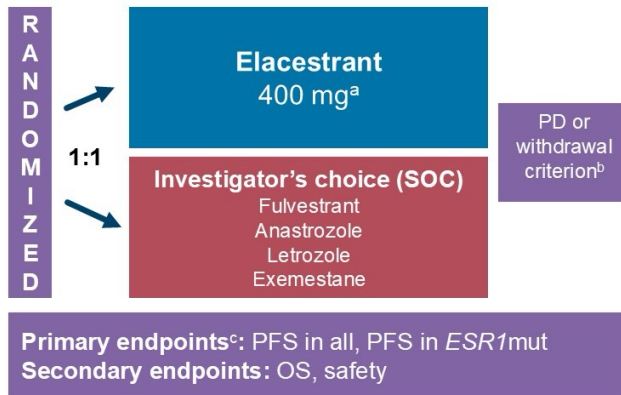 RANDOMIZED
1:1
Elacestrant
400 mgᵃ
Investigator's choice (SOC)
Fulvestrant
Anastrozole
Letrozole
Exemestane
PD or
withdrawal
criterionᵇ
Primary endpointsᶜ: PFS in all, PFS in ESR1mut
Secondary endpoints: OS, safety